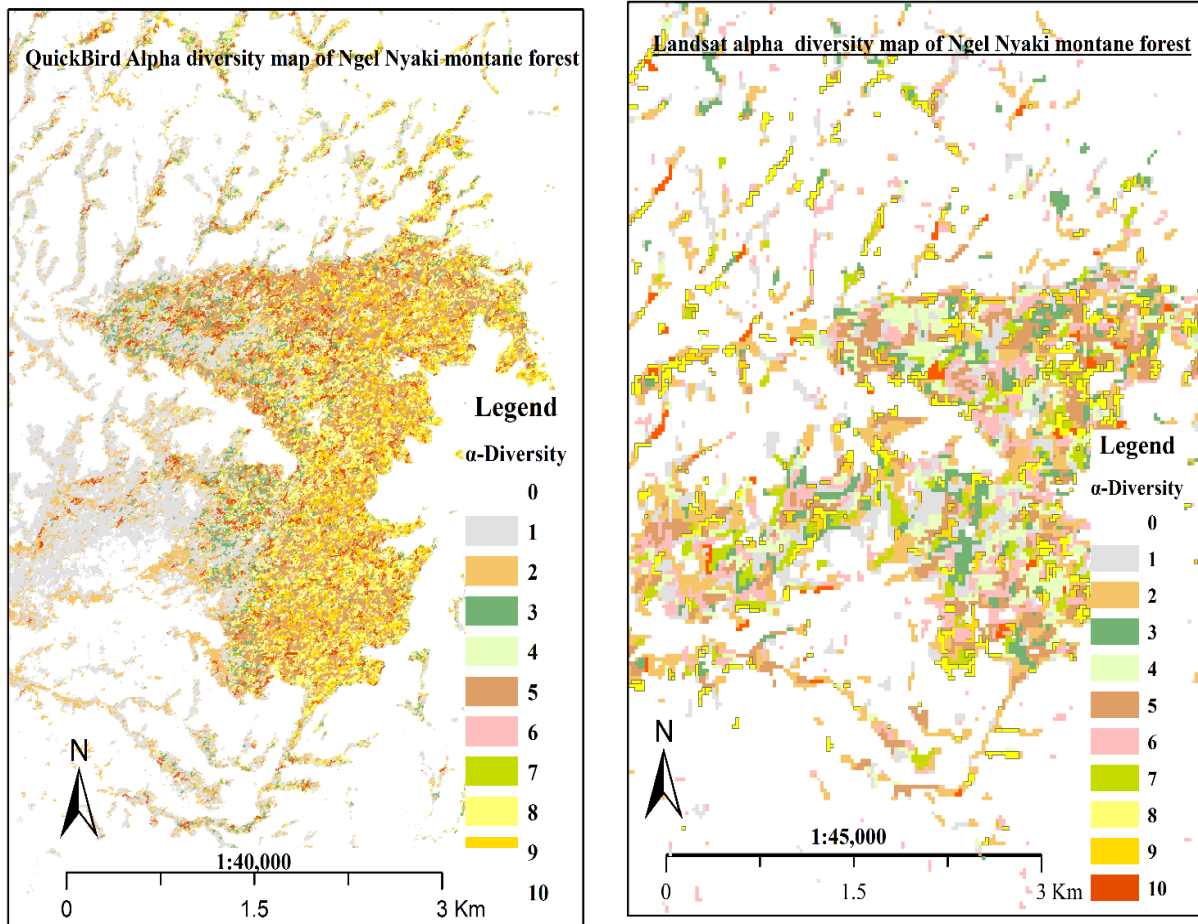 QuickBird Alpha diversity map of Ngel Nyaki montane forest
Legend
α-Diversity
0
1
2
3
4
5
6
7
8
9
10
N
1:40,000
0 1.5 3 Km
Landsat alpha diversity map of Ngel Nyaki montane forest
Legend
α-Diversity
0
1
2
3
4
5
6
7
8
9
10
N
1:45,000
0 1.5 3 Km